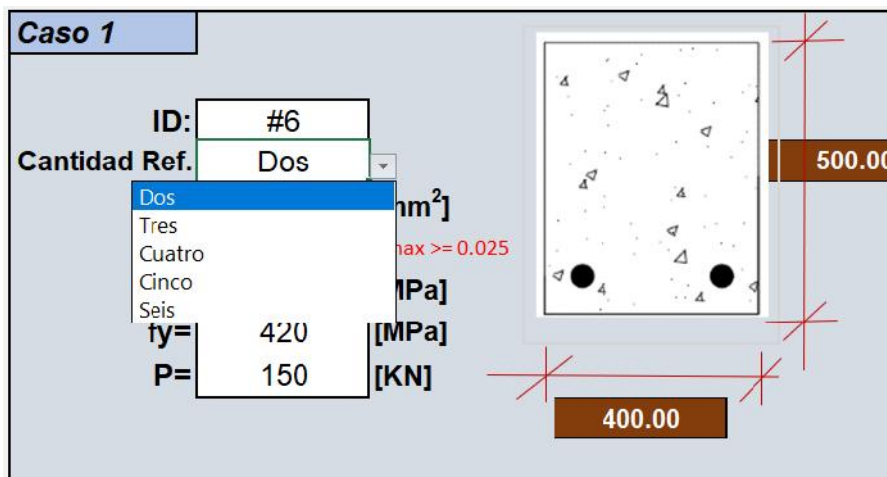 Caso 1
ID: #6
Cantidad Ref. Dos
500.00
Dos
Tres
Cuatro
Cinco
Seis
nm²]
max >= 0.025
MPa]
fy= 420 [MPa]
P= 150 [KN]
400.00